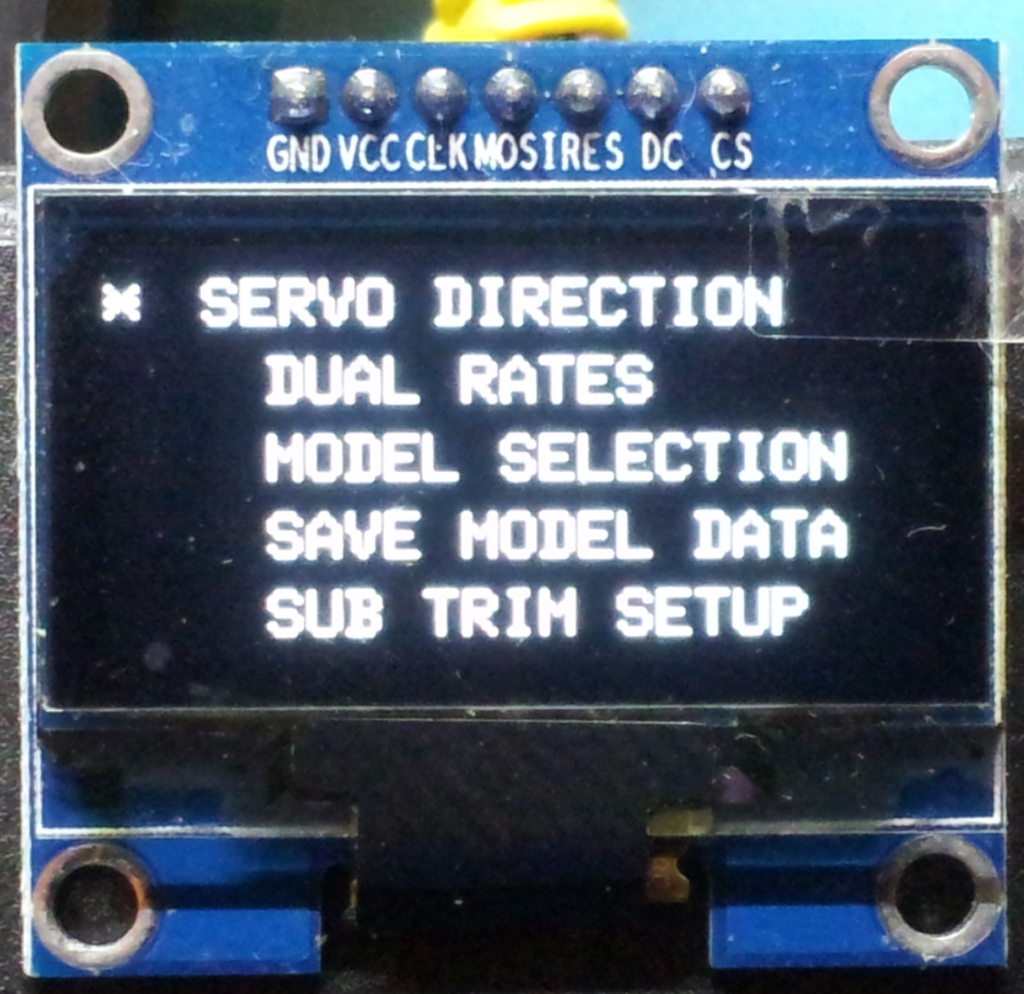 GND VCC CLK MOSI RES DC CS
* SERVO DIRECTION
DUAL RATES
MODEL SELECTION
SAVE MODEL DATA
SUB TRIM SETUP